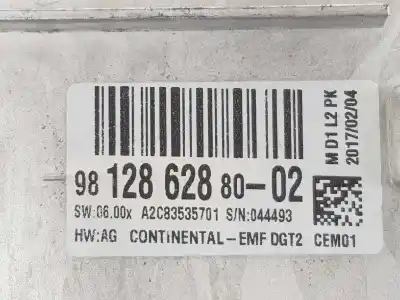 98 128 628 80-02
SW:06.00x A2C83535701 S/N:044493
HW:AG CONTINENTAL-EMF DGT2 CEM01
M D1 L2 PK
2017/02/04